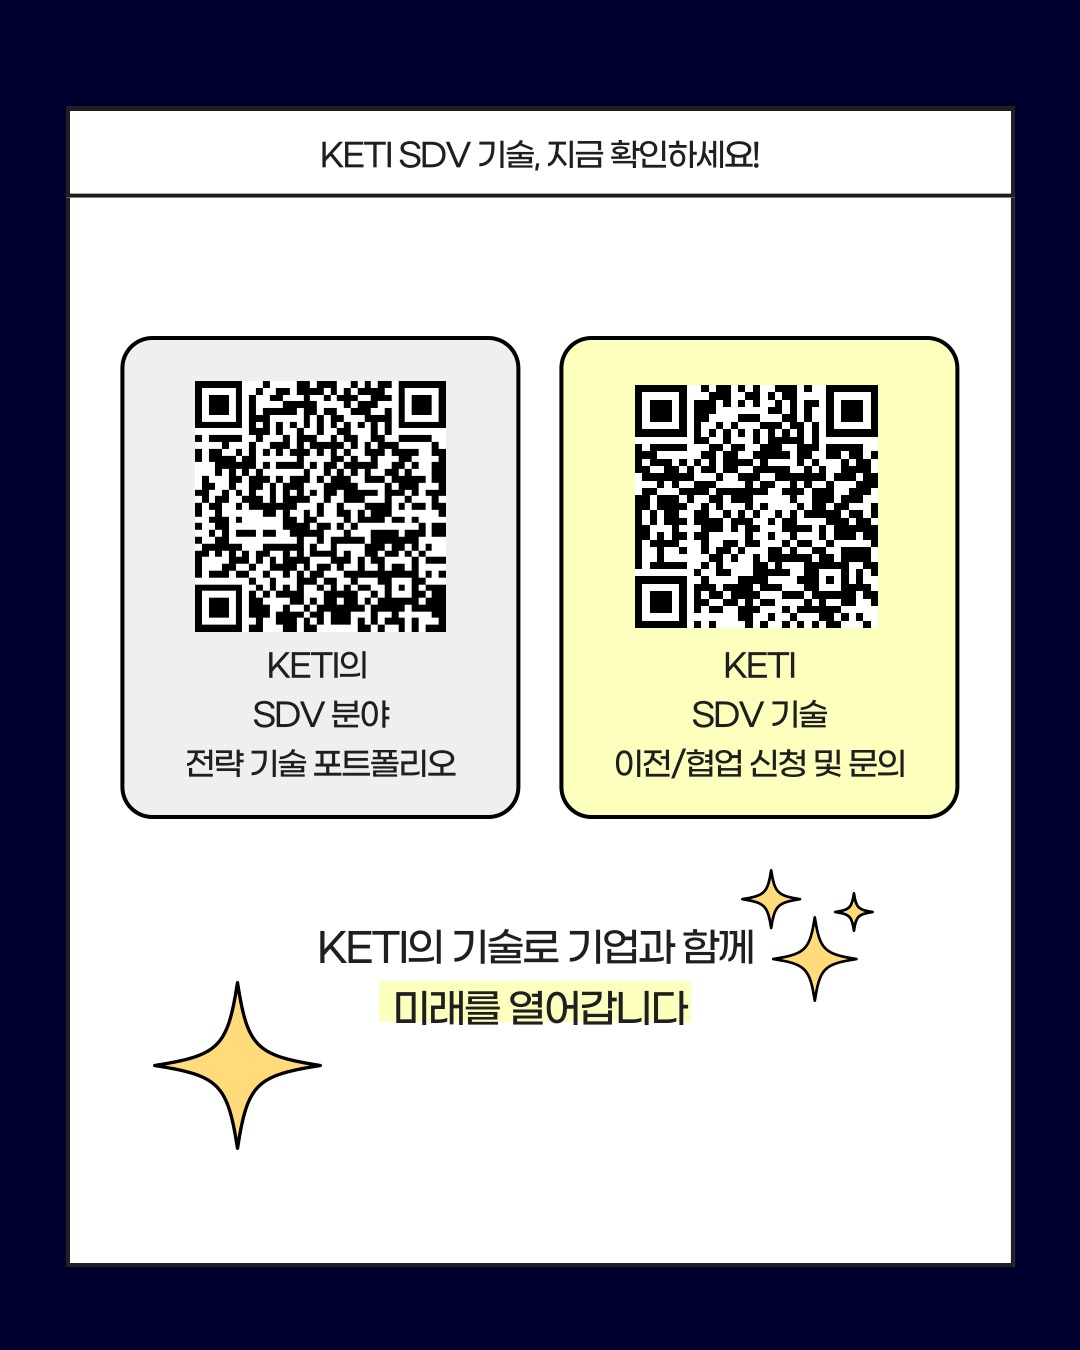 KETI SDV 기술, 지금 확인하세요!
KETI의
SDV 분야
전략 기술 포트폴리오
KETI
SDV 기술
이전/협업 신청 및 문의
KETI의 기술로 기업과 함께
미래를 열어갑니다